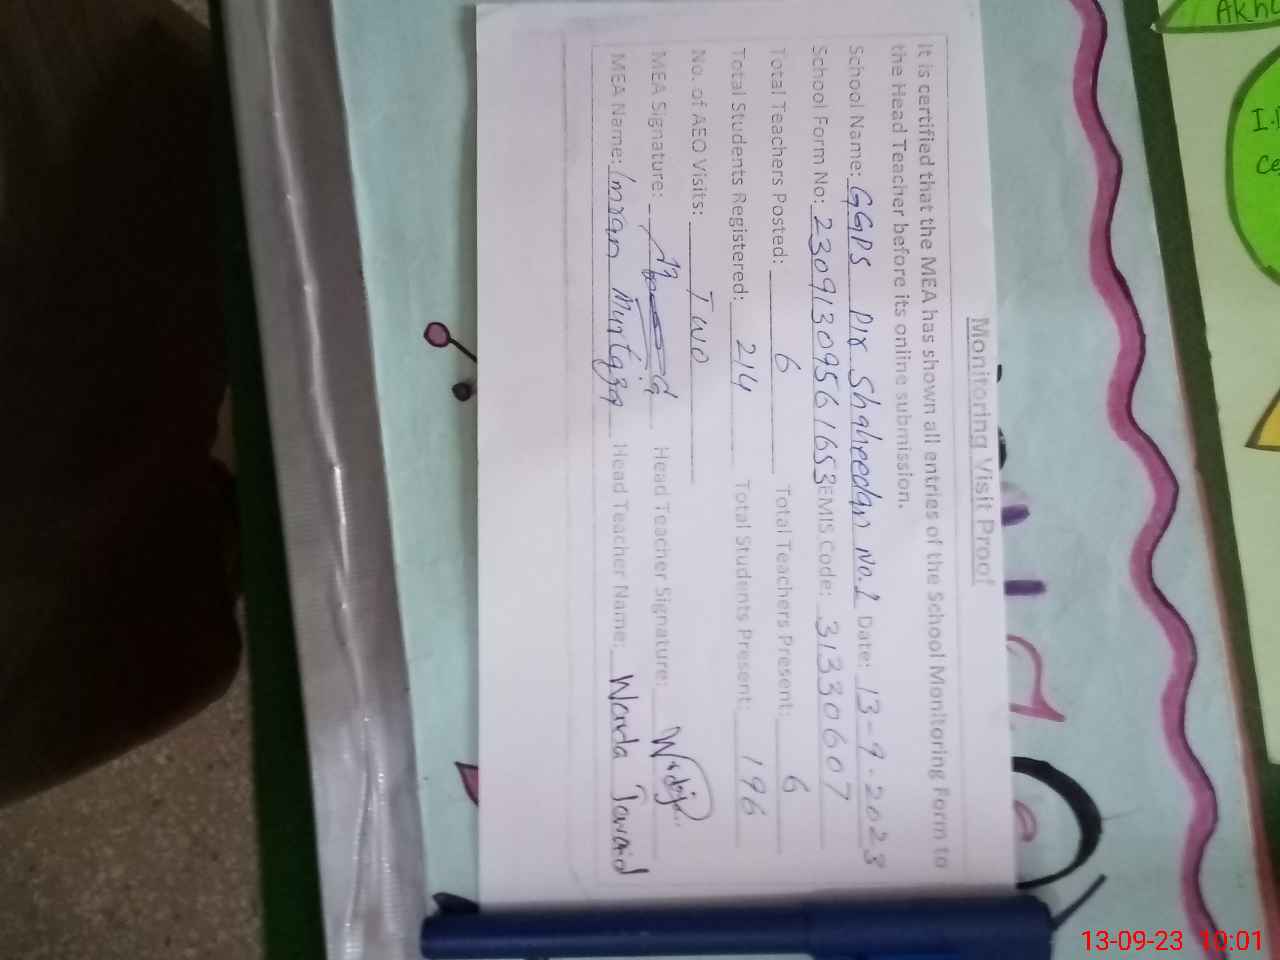 Monitoring Visit Proof
It is certified that the MEA has shown all entries of the School Monitoring Form to
the Head Teacher before its online submission.
School Name: GGPS Pir Shaheedan No.1 Date: 13-9-2023
School Form No: 23091309561653 EMIS Code: 31330607
Total Teachers Posted: 6 Total Teachers Present: 6
Total Students Registered: 214 Total Students Present: 196
No. of AEO Visits: Two
MEA Signature: Head Teacher Signature:
MEA Name: Imran Murtaza Head Teacher Name: Warda Jawaid
13-09-23 10:01